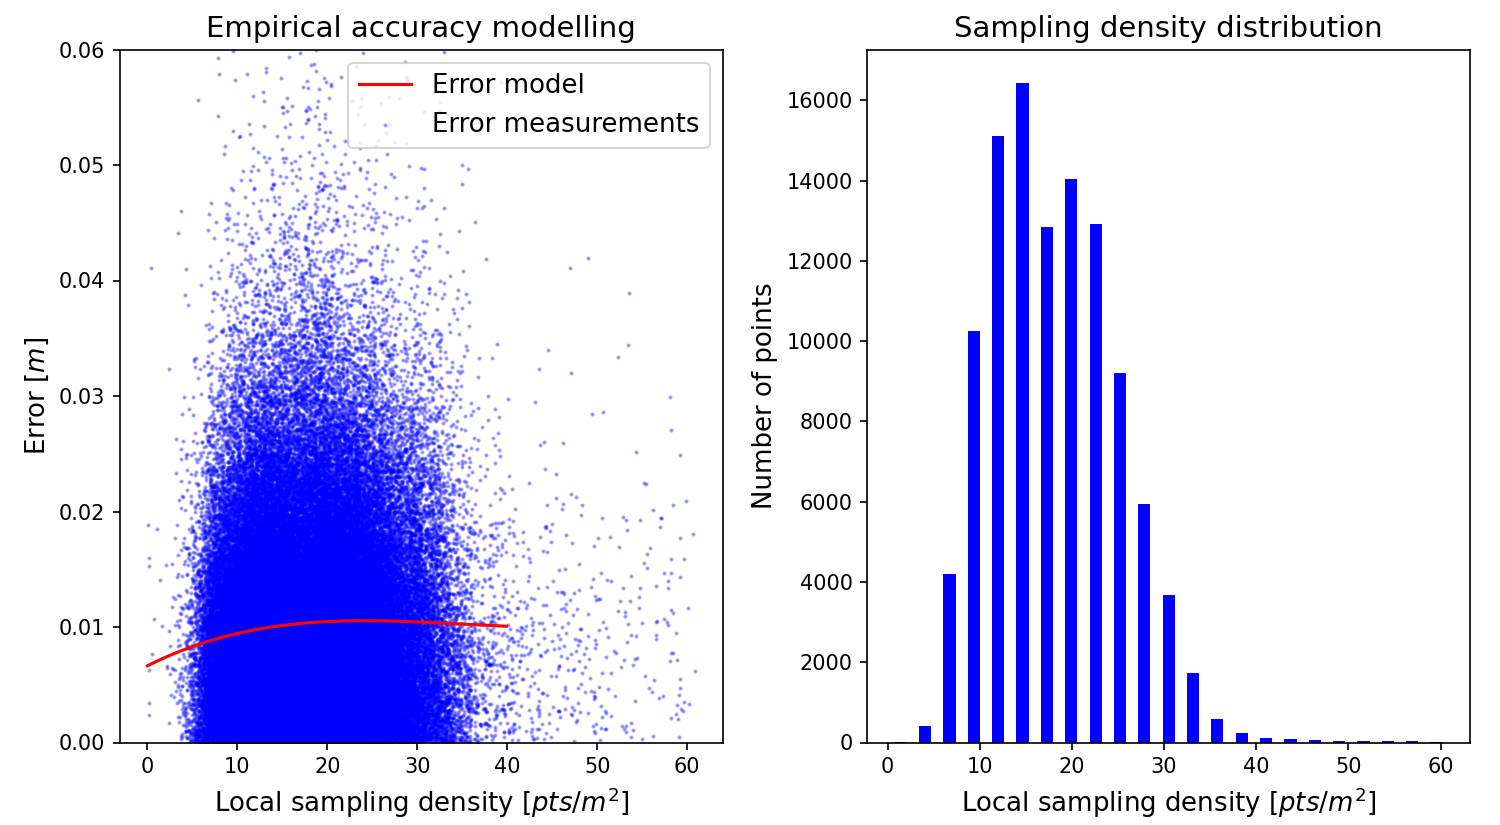 Empirical accuracy modelling
0.06
0.05
0.04
0.03
0.02
0.01
0.00
Error [m]
Error model
Error measurements
0 10 20 30 40 50 60
Local sampling density [pts/m²]
Sampling density distribution
16000
14000
12000
10000
8000
6000
4000
2000
0
Number of points
0 10 20 30 40 50 60
Local sampling density [pts/m²]